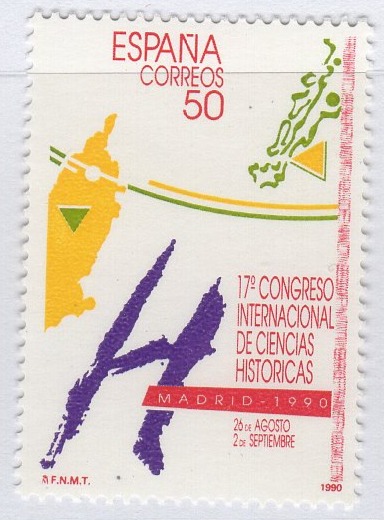 ESPAÑA
CORREOS
50
17º CONGRESO
INTERNACIONAL
DE CIENCIAS
HISTORICAS
MADRID-1990
26 DE AGOSTO
2 DE SEPTIEMBRE
H
F.N.M.T.
1990